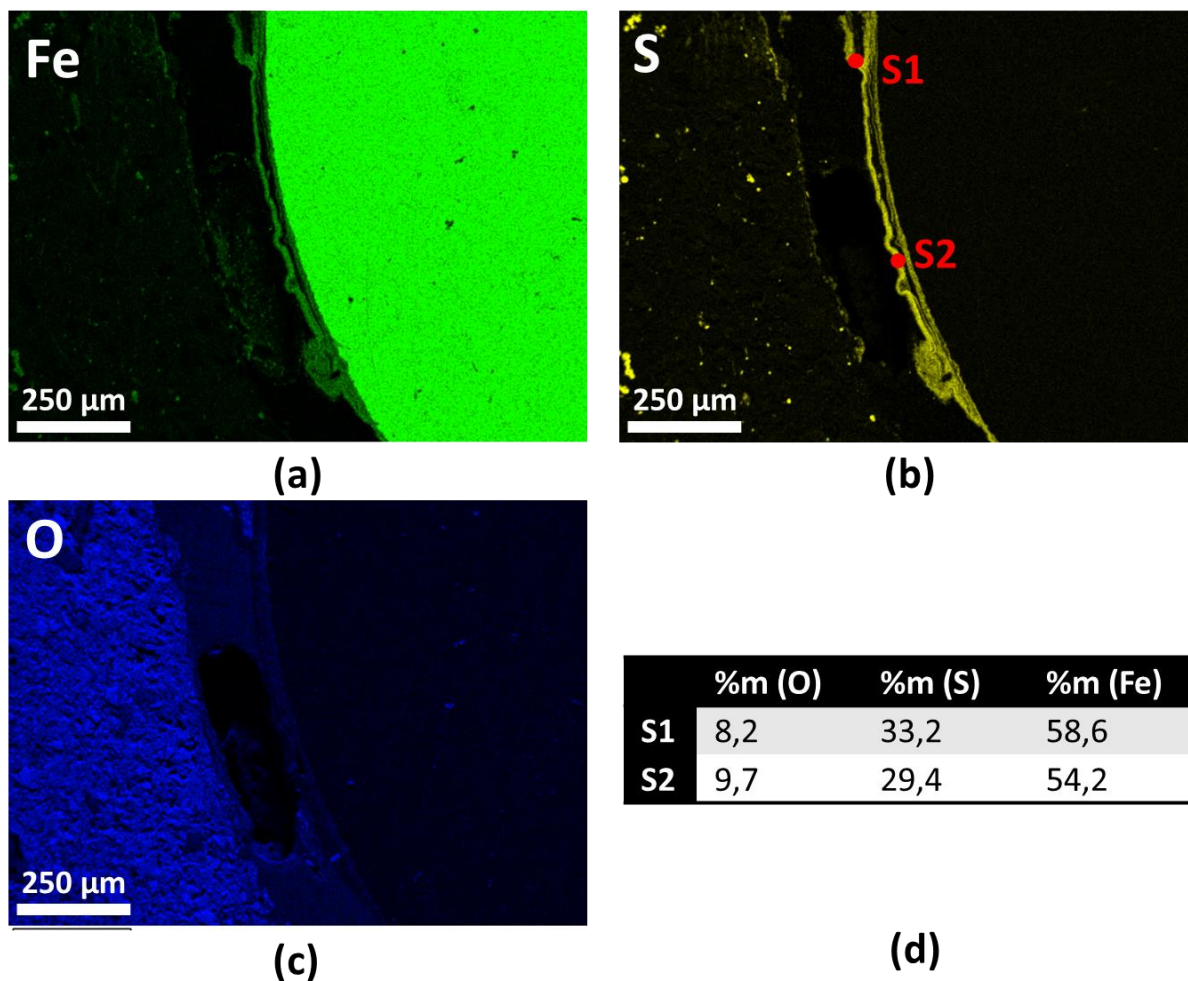 Fe
250 µm
(a)
S
S1
S2
250 µm
(b)
O
250 µm
(c)
%m (O) %m (S) %m (Fe)
S1 8,2 33,2 58,6
S2 9,7 29,4 54,2
(d)